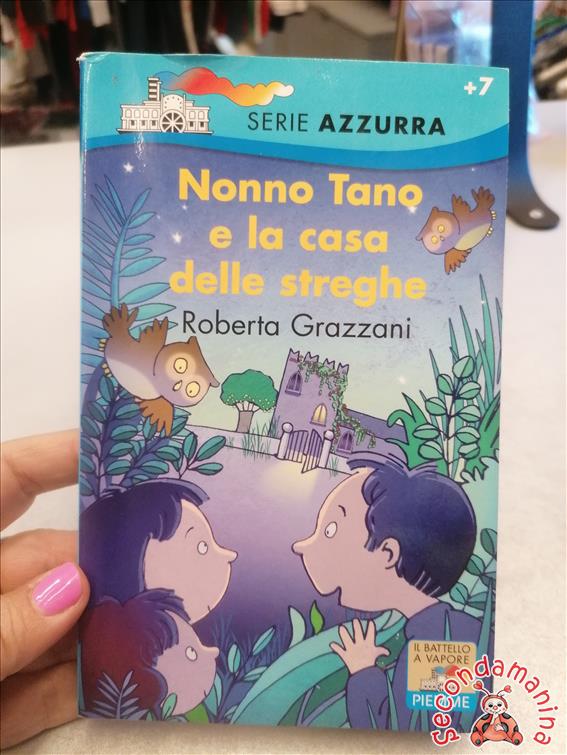 +7
SERIE AZZURRA
Nonno Tano
e la casa
delle streghe
Roberta Grazzani
IL BATTELLO
A VAPORE
PIEMME
secondamanina